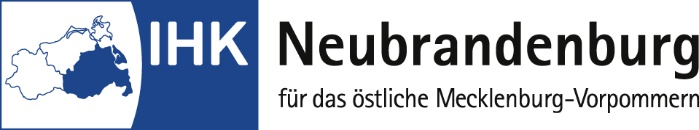 IHK Neubrandenburg
für das östliche Mecklenburg-Vorpommern